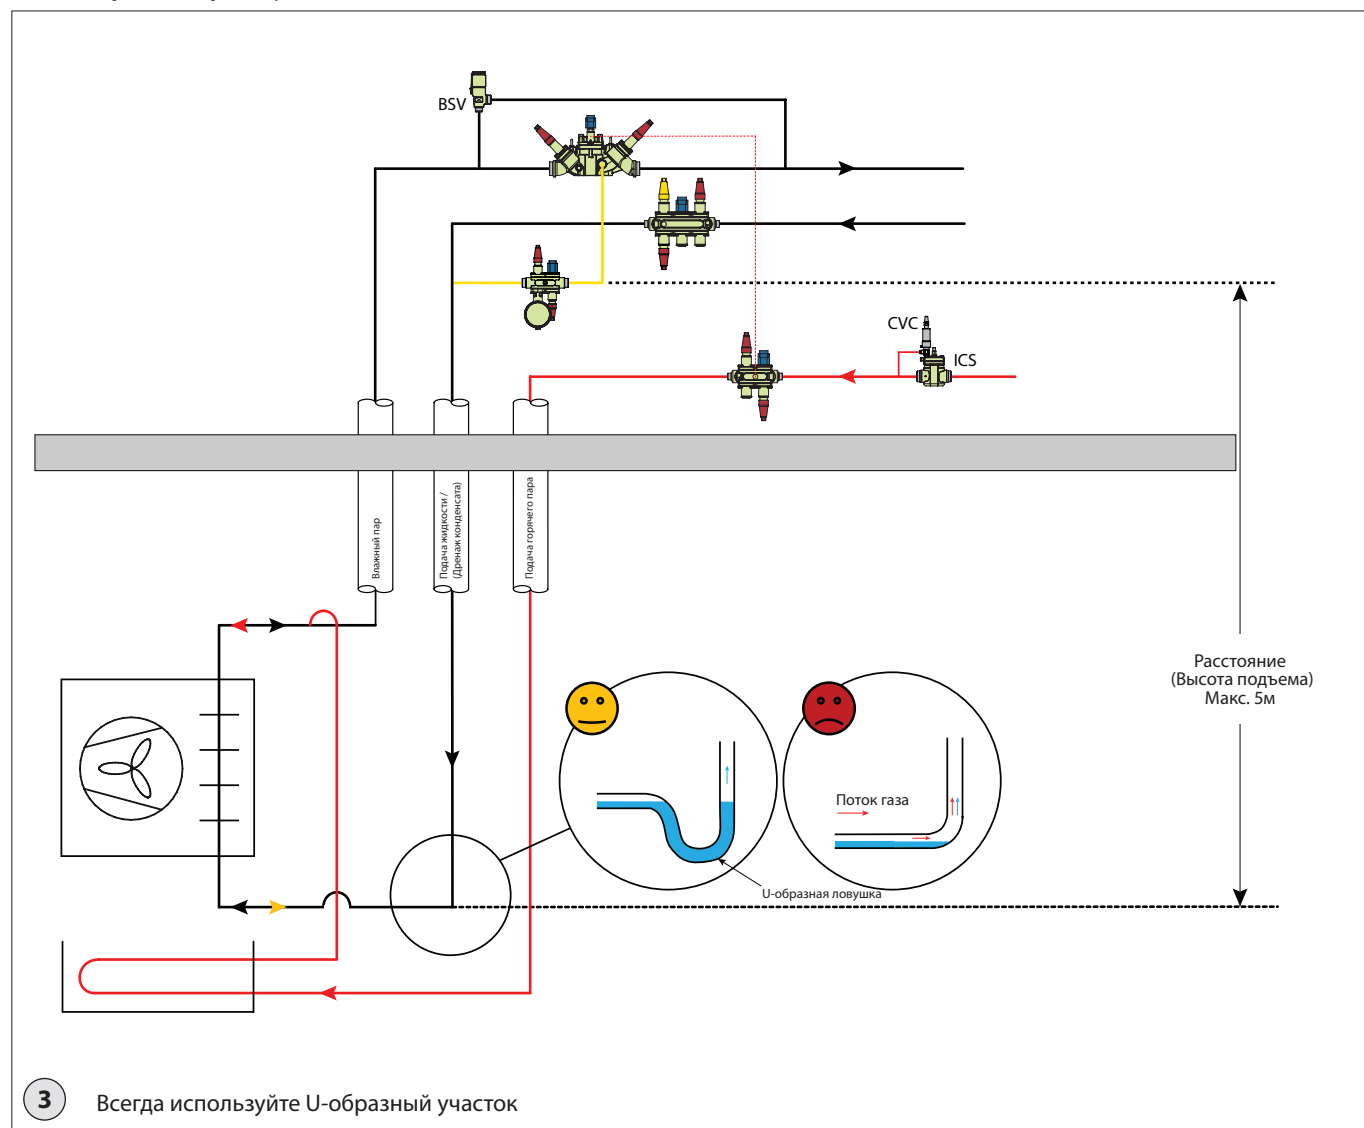 BSV
CVC
ICS
Влажный пар
Подача жидкости /
(Дренаж конденсата)
Подача горячего пара
Расстояние
(Высота подъема)
Макс. 5м
Поток газа
U-образная ловушка
3 Всегда используйте U-образный участок